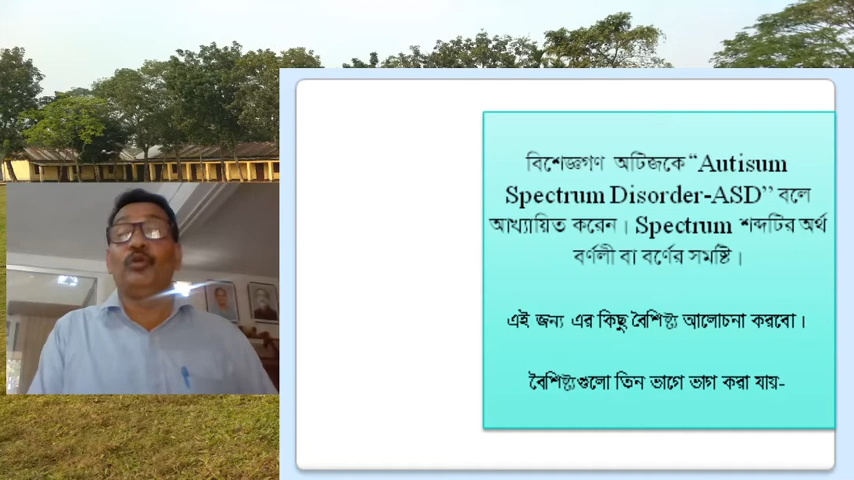 বিশেজ্ঞগণ অটিজকে “Autisum
Spectrum Disorder-ASD” বলে
আখ্যায়িত করেন। Spectrum শব্দটির অর্থ
বর্ণলী বা বর্ণের সমষ্টি।
এই জন্য এর কিছু বৈশিষ্ট্য আলোচনা করবো।
বৈশিষ্ট্যগুলো তিন ভাগে ভাগ করা যায়-